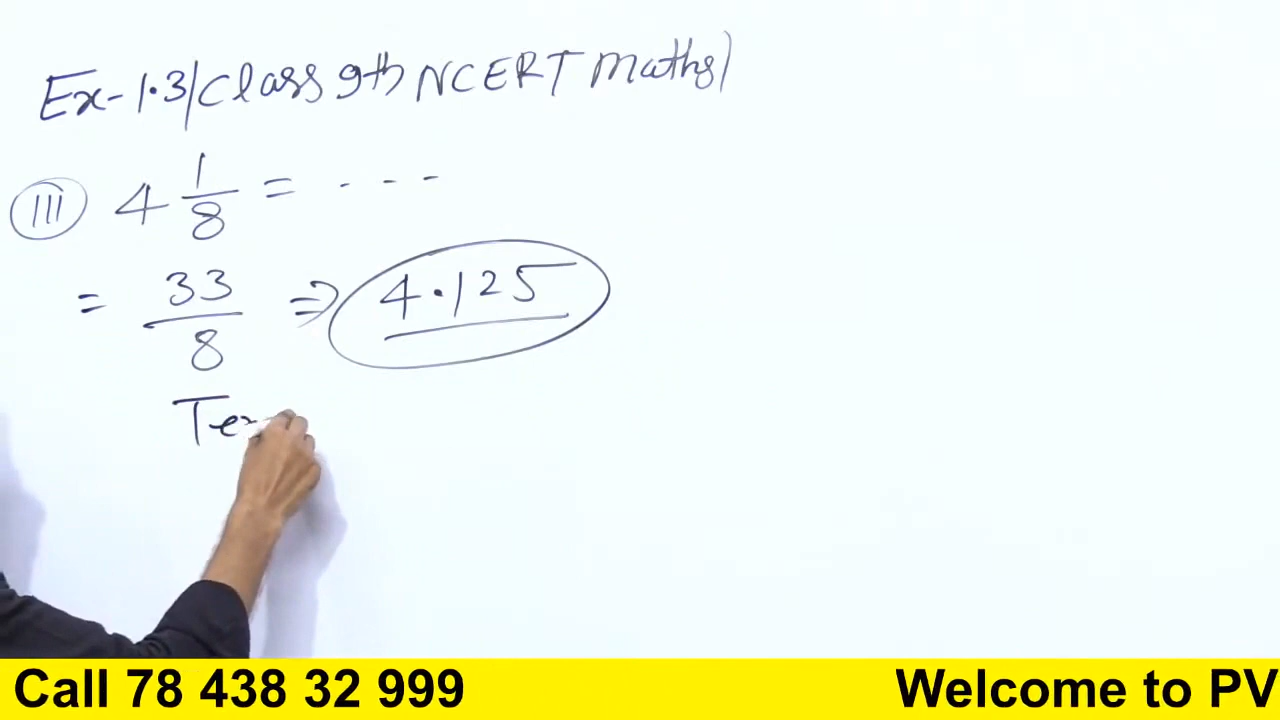 Ex-1.3/Class 9th NCERT Maths)
(III) 4 1/8 = ---
= 33/8 ⇒ 4.125
Ter
Call 78 438 32 999
Welcome to PV